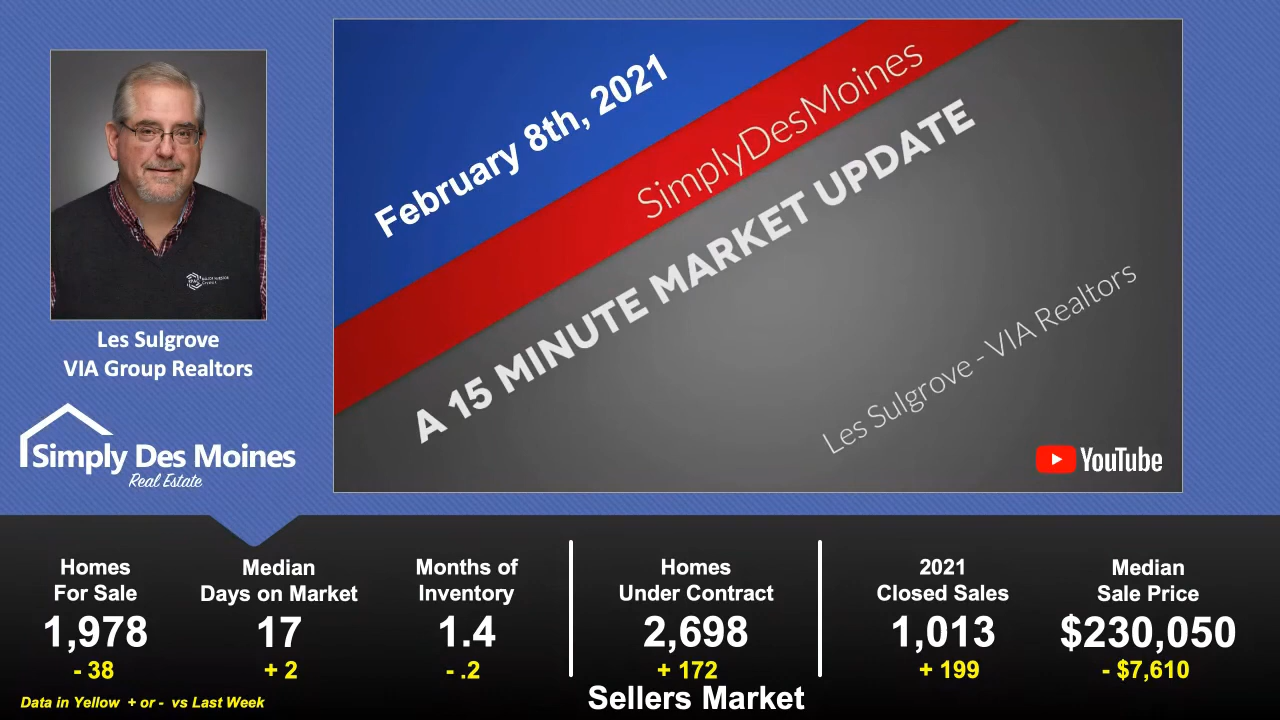 February 8th, 2021
SimplyDesMoines
A 15 MINUTE MARKET UPDATE
Les Sulgrove - VIA Realtors
YouTube
Les Sulgrove
VIA Group Realtors
Simply Des Moines
Real Estate
Homes
For Sale
1,978
- 38
Median
Days on Market
17
+ 2
Months of
Inventory
1.4
- .2
Homes
Under Contract
2,698
+ 172
2021
Closed Sales
1,013
+ 199
Median
Sale Price
$230,050
- $7,610
Data in Yellow + or - vs Last Week
Sellers Market